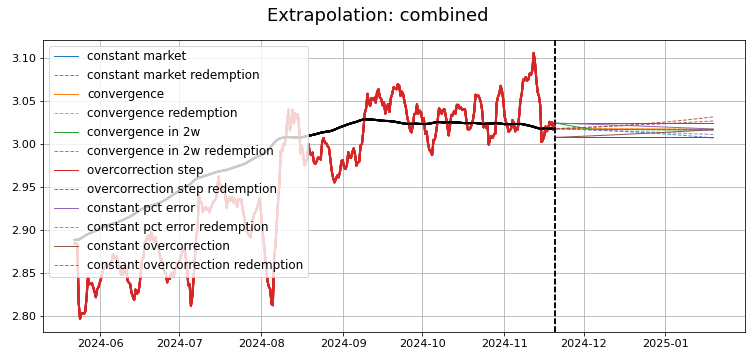 Extrapolation: combined
3.10
3.05
3.00
2.95
2.90
2.85
2.80
constant market
constant market redemption
convergence
convergence redemption
convergence in 2w
convergence in 2w redemption
overcorrection step
overcorrection step redemption
constant pct error
constant pct error redemption
constant overcorrection
constant overcorrection redemption
2024-06 2024-07 2024-08 2024-09 2024-10 2024-11 2024-12 2025-01